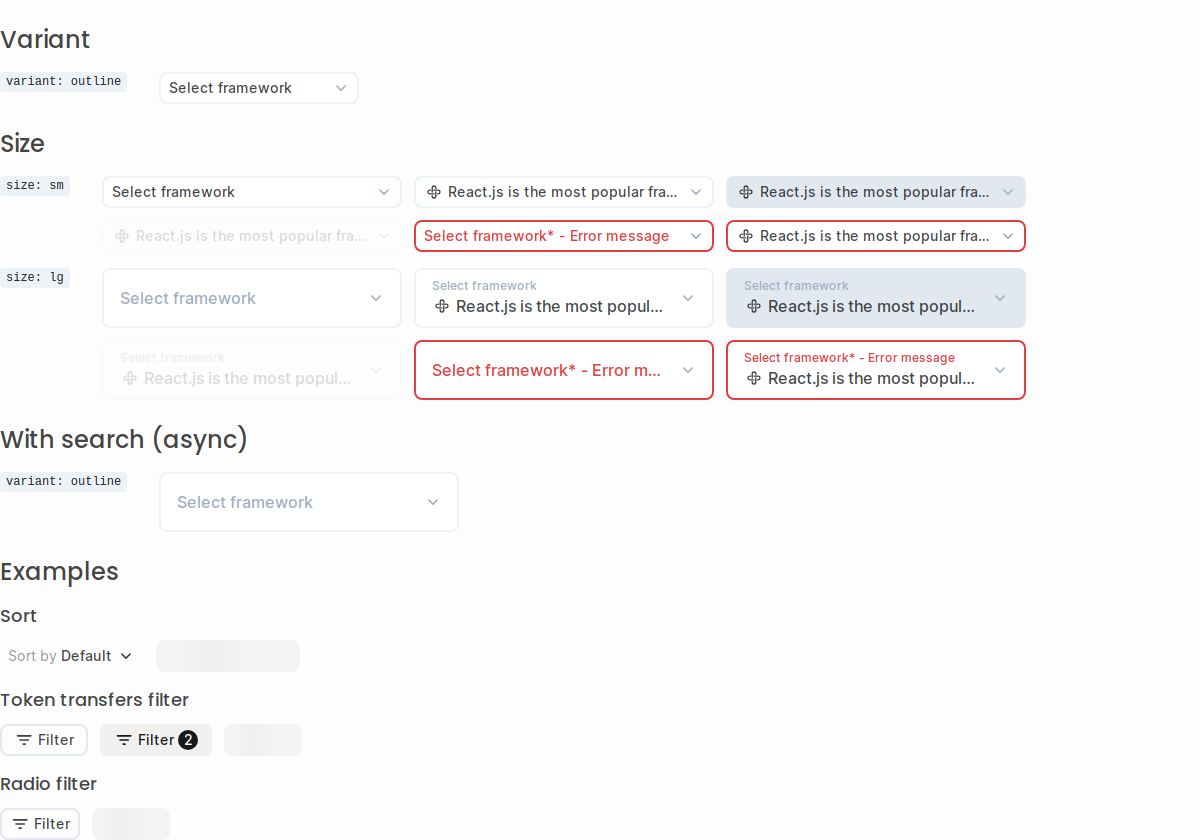 Variant
variant: outline
Select framework
Size
size: sm
Select framework
React.js is the most popular fra...
React.js is the most popular fra...
React.js is the most popular fra...
Select framework* - Error message
React.js is the most popular fra...
size: lg
Select framework
Select framework
React.js is the most popul...
Select framework
React.js is the most popul...
Select framework
React.js is the most popul...
Select framework* - Error m...
Select framework* - Error message
React.js is the most popul...
With search (async)
variant: outline
Select framework
Examples
Sort
Sort by Default
Token transfers filter
Filter
Filter 2
Radio filter
Filter